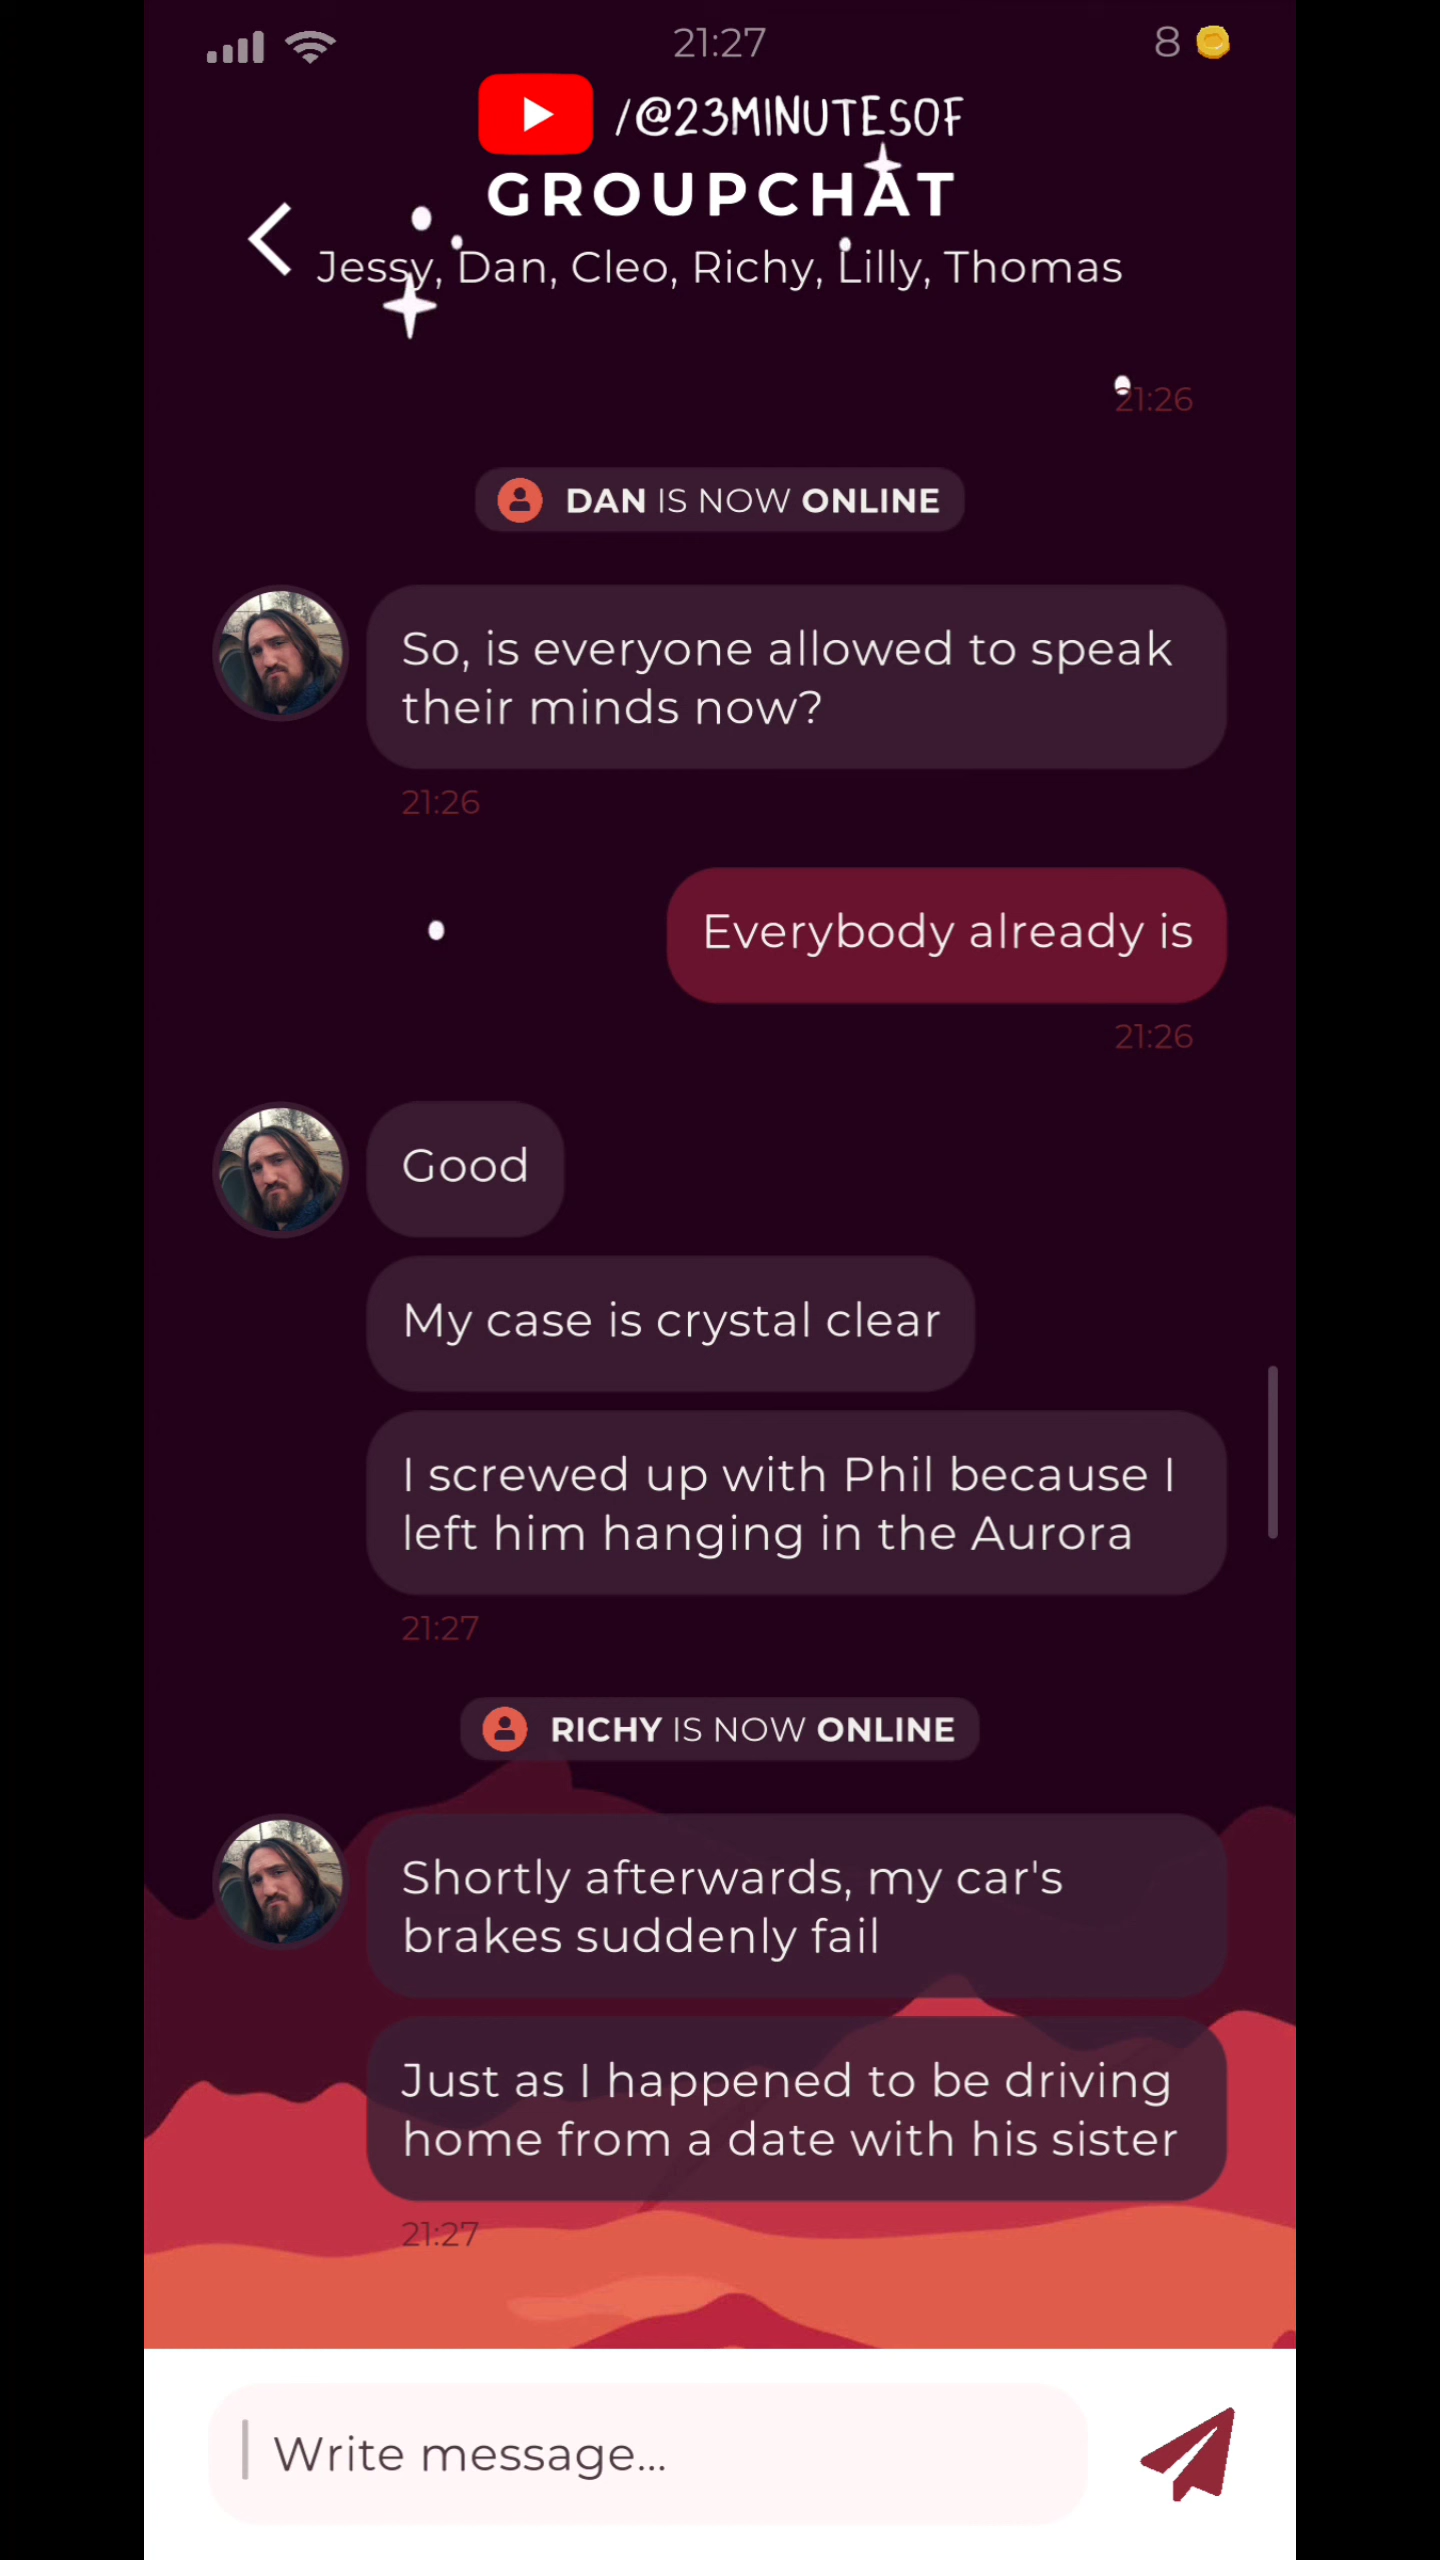 21:27
8
/@23MINUTESOF
GROUPCHAT
Jessy, Dan, Cleo, Richy, Lilly, Thomas
21:26
DAN IS NOW ONLINE
So, is everyone allowed to speak
their minds now?
21:26
Everybody already is
21:26
Good
My case is crystal clear
I screwed up with Phil because I
left him hanging in the Aurora
21:27
RICHY IS NOW ONLINE
Shortly afterwards, my car's
brakes suddenly fail
Just as I happened to be driving
home from a date with his sister
21:27
Write message...